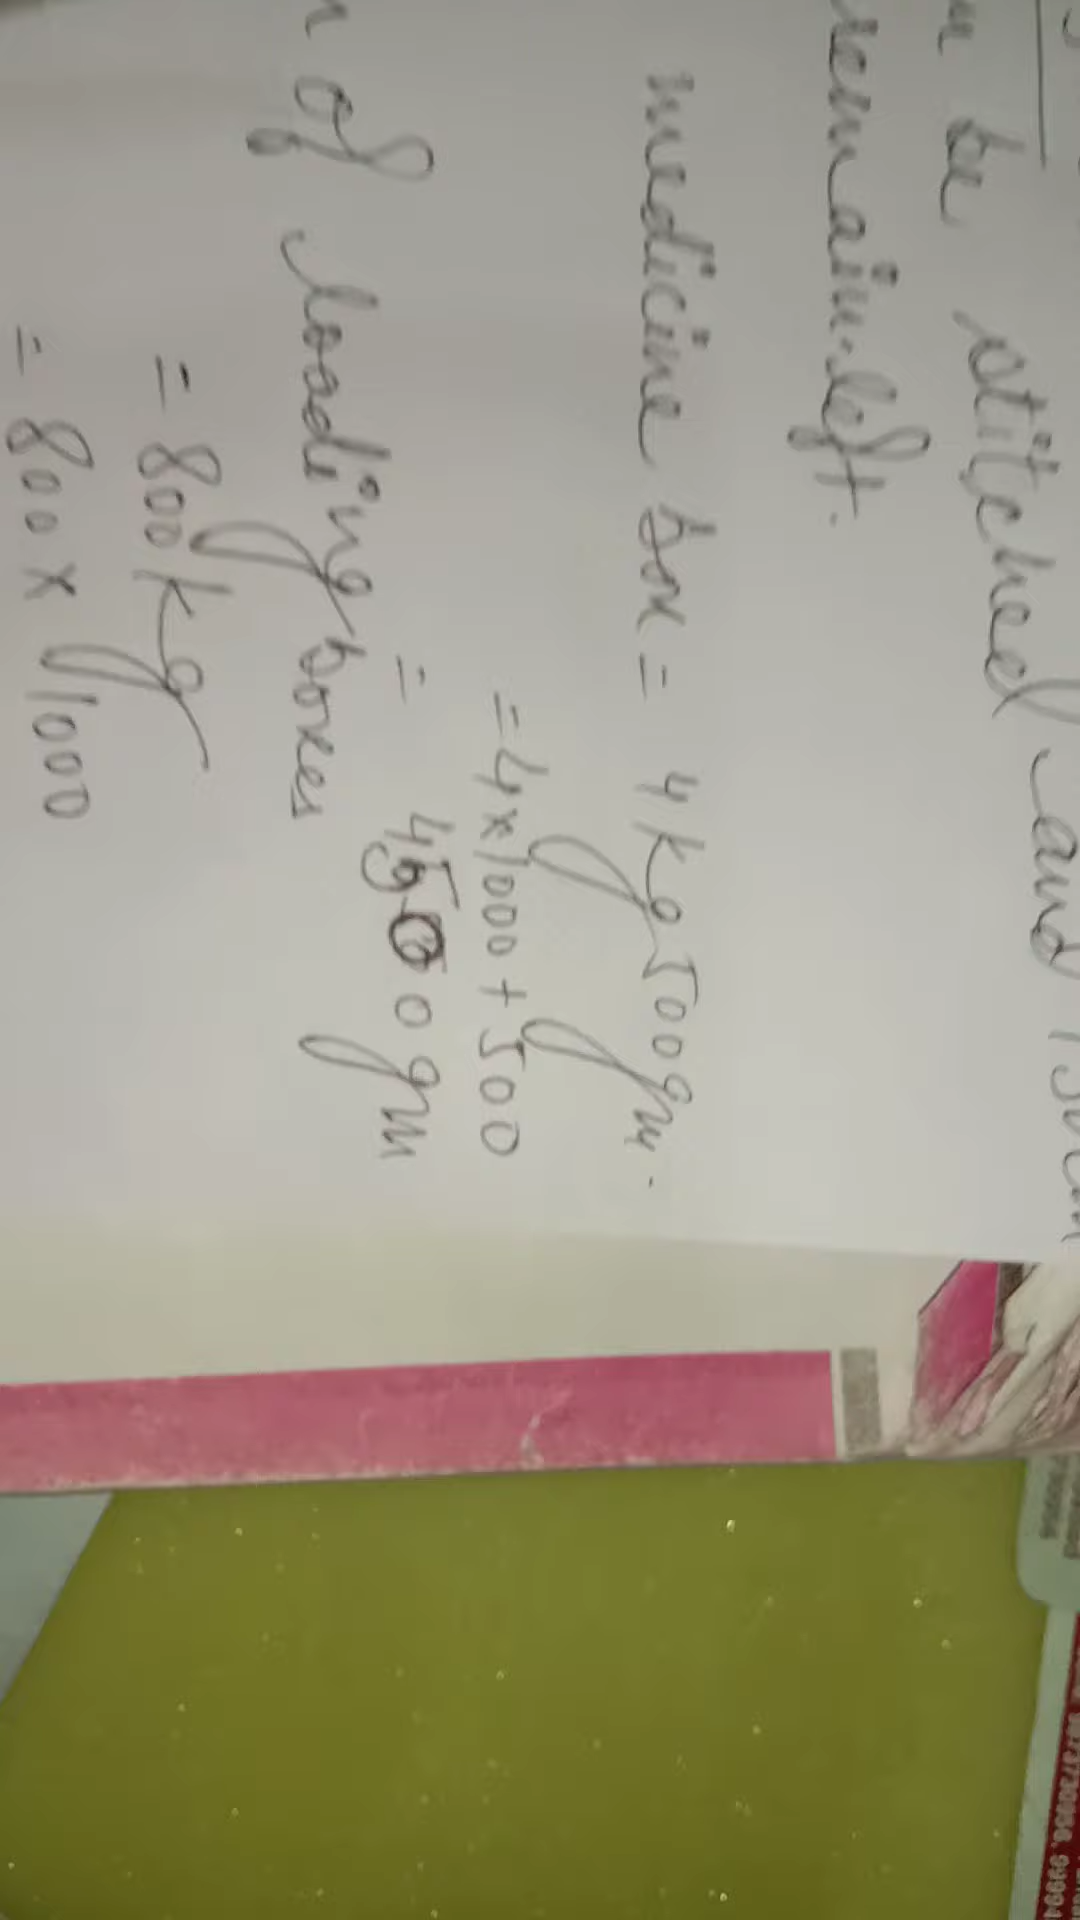 be stitched and
remain left.
medicine box = 4 kg 500 gm.
= 4 x 1000 + 500
= 4500 gm
of loading boxes
= 800 kg
= 800 x 1000